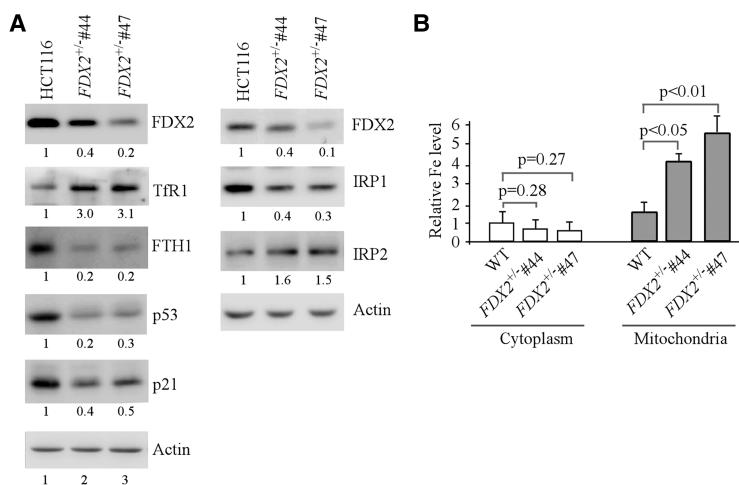 A
HCT116 FDX2+/-#44 FDX2+/-#47
FDX2
1 0.4 0.2
TfR1
1 3.0 3.1
FTH1
1 0.2 0.2
p53
1 0.2 0.3
p21
1 0.4 0.5
Actin
1 2 3
HCT116 FDX2+/-#44 FDX2+/-#47
FDX2
1 0.4 0.1
IRP1
1 0.4 0.3
IRP2
1 1.6 1.5
Actin
B
Relative Fe level
6
5
4
3
2
1
0
p=0.27
p=0.28
p<0.01
p<0.05
WT FDX2+/-#44 FDX2+/-#47
WT FDX2+/-#44 FDX2+/-#47
Cytoplasm
Mitochondria